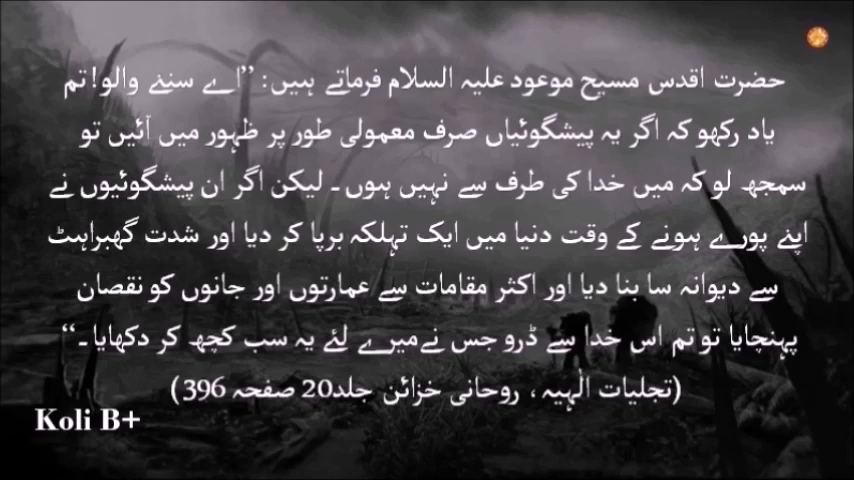 حضرت اقدس مسیح موعود علیہ السلام فرماتے ہیں: ”اے سننے والو! تم
یاد رکھو کہ اگر یہ پیشگوئیاں صرف معمولی طور پر ظہور میں آئیں تو
سمجھ لو کہ میں خدا کی طرف سے نہیں ہوں۔ لیکن اگر ان پیشگوئیوں نے
اپنے پورے ہونے کے وقت دنیا میں ایک تہلکہ برپا کر دیا اور شدت گھبراہٹ
سے دیوانہ سا بنا دیا اور اکثر مقامات سے عمارتوں اور جانوں کو نقصان
پہنچایا تو تم اس خدا سے ڈرو جس نے میرے لئے یہ سب کچھ کر دکھایا۔“
(تجلیات الٰہیہ، روحانی خزائن جلد20 صفحہ 396)
Koli B+